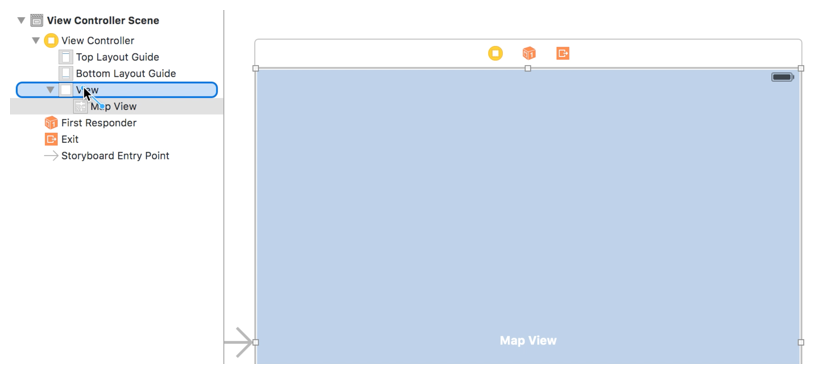 View Controller Scene
View Controller
Top Layout Guide
Bottom Layout Guide
View
Map View
First Responder
Exit
Storyboard Entry Point
Map View